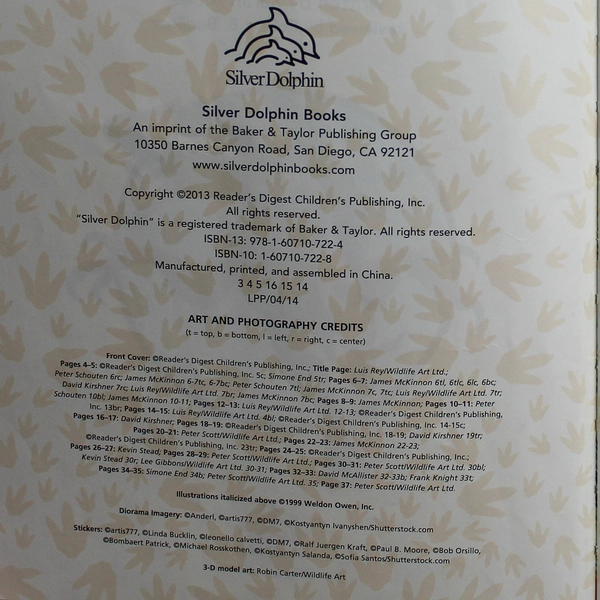 Silver Dolphin
Silver Dolphin Books
An imprint of the Baker & Taylor Publishing Group
10350 Barnes Canyon Road, San Diego, CA 92121
www.silverdolphinbooks.com
Copyright ©2013 Reader's Digest Children's Publishing, Inc.
All rights reserved.
"Silver Dolphin" is a registered trademark of Baker & Taylor. All rights reserved.
ISBN-13: 978-1-60710-722-4
ISBN-10: 1-60710-722-8
Manufactured, printed, and assembled in China.
3 4 5 16 15 14
LPP/04/14
ART AND PHOTOGRAPHY CREDITS
(t = top, b = bottom, l = left, r = right, c = center)
Front Cover: ©Reader's Digest Children's Publishing, Inc.; Title Page: Luis Rey/Wildlife Art Ltd.;
Pages 4–5: ©Reader's Digest Children's Publishing, Inc. 5c; Simone End 5tr; Pages 6–7: James McKinnon 6tl, 6tlc, 6lc, 6bc;
Peter Schouten 6rc; James McKinnon 6-7tc, 6-7bc; Peter Schouten 7tl; James McKinnon 7c, 7tc; Luis Rey/Wildlife Art Ltd. 7tr;
David Kirshner 7rc; Luis Rey/Wildlife Art Ltd. 7br; James McKinnon 7bc; Pages 8–9: James McKinnon; Pages 10–11: Peter
Schouten 10bl; James McKinnon 10-11; Pages 12–13: Luis Rey/Wildlife Art Ltd. 12-13; ©Reader's Digest Children's Publishing,
Inc. 13br; Pages 14–15: Luis Rey/Wildlife Art Ltd. 4bl; ©Reader's Digest Children's Publishing, Inc. 14-15c;
Pages 16–17: David Kirshner; Pages 18–19: ©Reader's Digest Children's Publishing, Inc. 18-19; David Kirshner 19tr;
Pages 20–21: Peter Scott/Wildlife Art Ltd.; Pages 22–23: James McKinnon 22-23;
©Reader's Digest Children's Publishing, Inc. 23tr; Pages 24–25: ©Reader's Digest Children's Publishing, Inc.;
Pages 26–27: Kevin Stead; Pages 28–29: Peter Scott/Wildlife Art Ltd.; Pages 30–31: Peter Scott/Wildlife Art Ltd. 30bl;
Kevin Stead 30r; Lee Gibbons/Wildlife Art Ltd. 30-31; Pages 32–33: David McAllister 32-33b; Frank Knight 33t;
Pages 34–35: Simone End 34b; Peter Scott/Wildlife Art Ltd. 35; Page 37: Peter Scott/Wildlife Art Ltd.
Illustrations italicized above ©1999 Weldon Owen, Inc.
Diorama Imagery: ©Anderl, ©artis777, ©DM7, ©Kostyantyn Ivanyshen/Shutterstock.com
Stickers: ©artis777, ©Linda Bucklin, ©leonello calvetti, ©DM7, ©Ralf Juergen Kraft, ©Paul B. Moore, ©Bob Orsillo,
©Bombaert Patrick, ©Michael Rosskothen, ©Kostyantyn Salanda, ©Sofia Santos/Shutterstock.com
3-D model art: Robin Carter/Wildlife Art